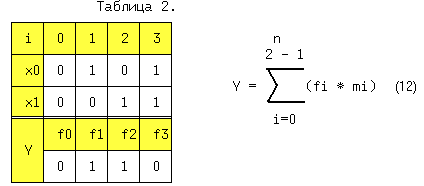 Таблица 2.
i 0 1 2 3
x0 0 1 0 1
x1 0 0 1 1
Y f0 f1 f2 f3
0 1 1 0
n
2 - 1
Y = ∑ (fi * mi) (12)
i=0